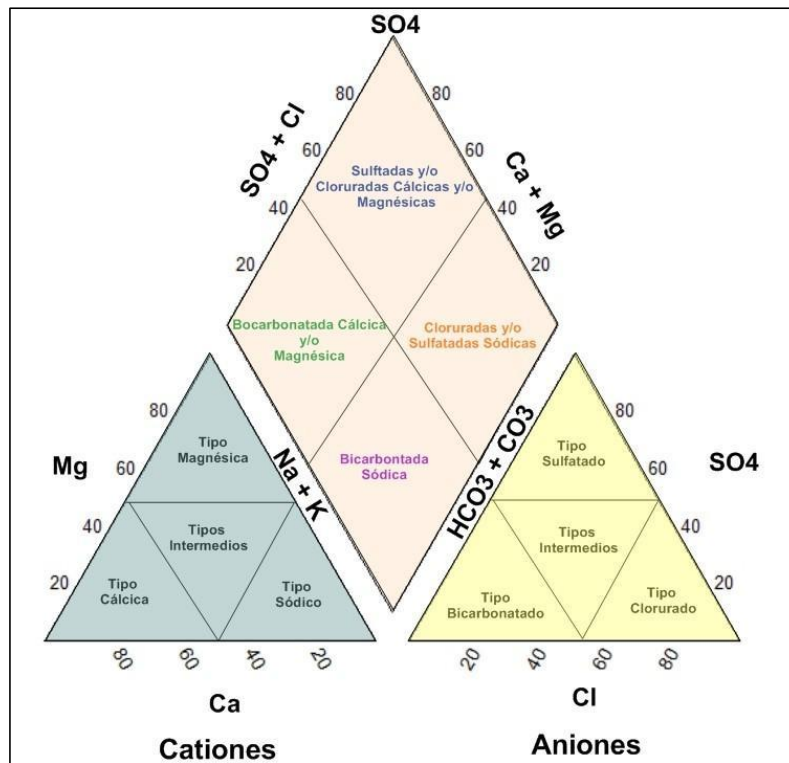 SO4
80
80
SO4 + Cl
60
60
Ca + Mg
Sulftadas y/o
Cloruradas Cálcicas y/o
Magnésicas
40
40
20
20
Bocarbonatada Cálcica
y/o
Magnésica
Cloruradas y/o
Sulfatadas Sódicas
Bicarbontada
Sódica
Na + K
HCO3 + CO3
Mg
80
60
40
20
Tipo
Magnésica
Tipos
Intermedios
Tipo
Cálcica
Tipo
Sódico
80
60
40
20
Ca
Cationes
SO4
80
60
40
20
Tipo
Sulfatado
Tipos
Intermedios
Tipo
Bicarbonatado
Tipo
Clorurado
20
40
60
80
Cl
Aniones